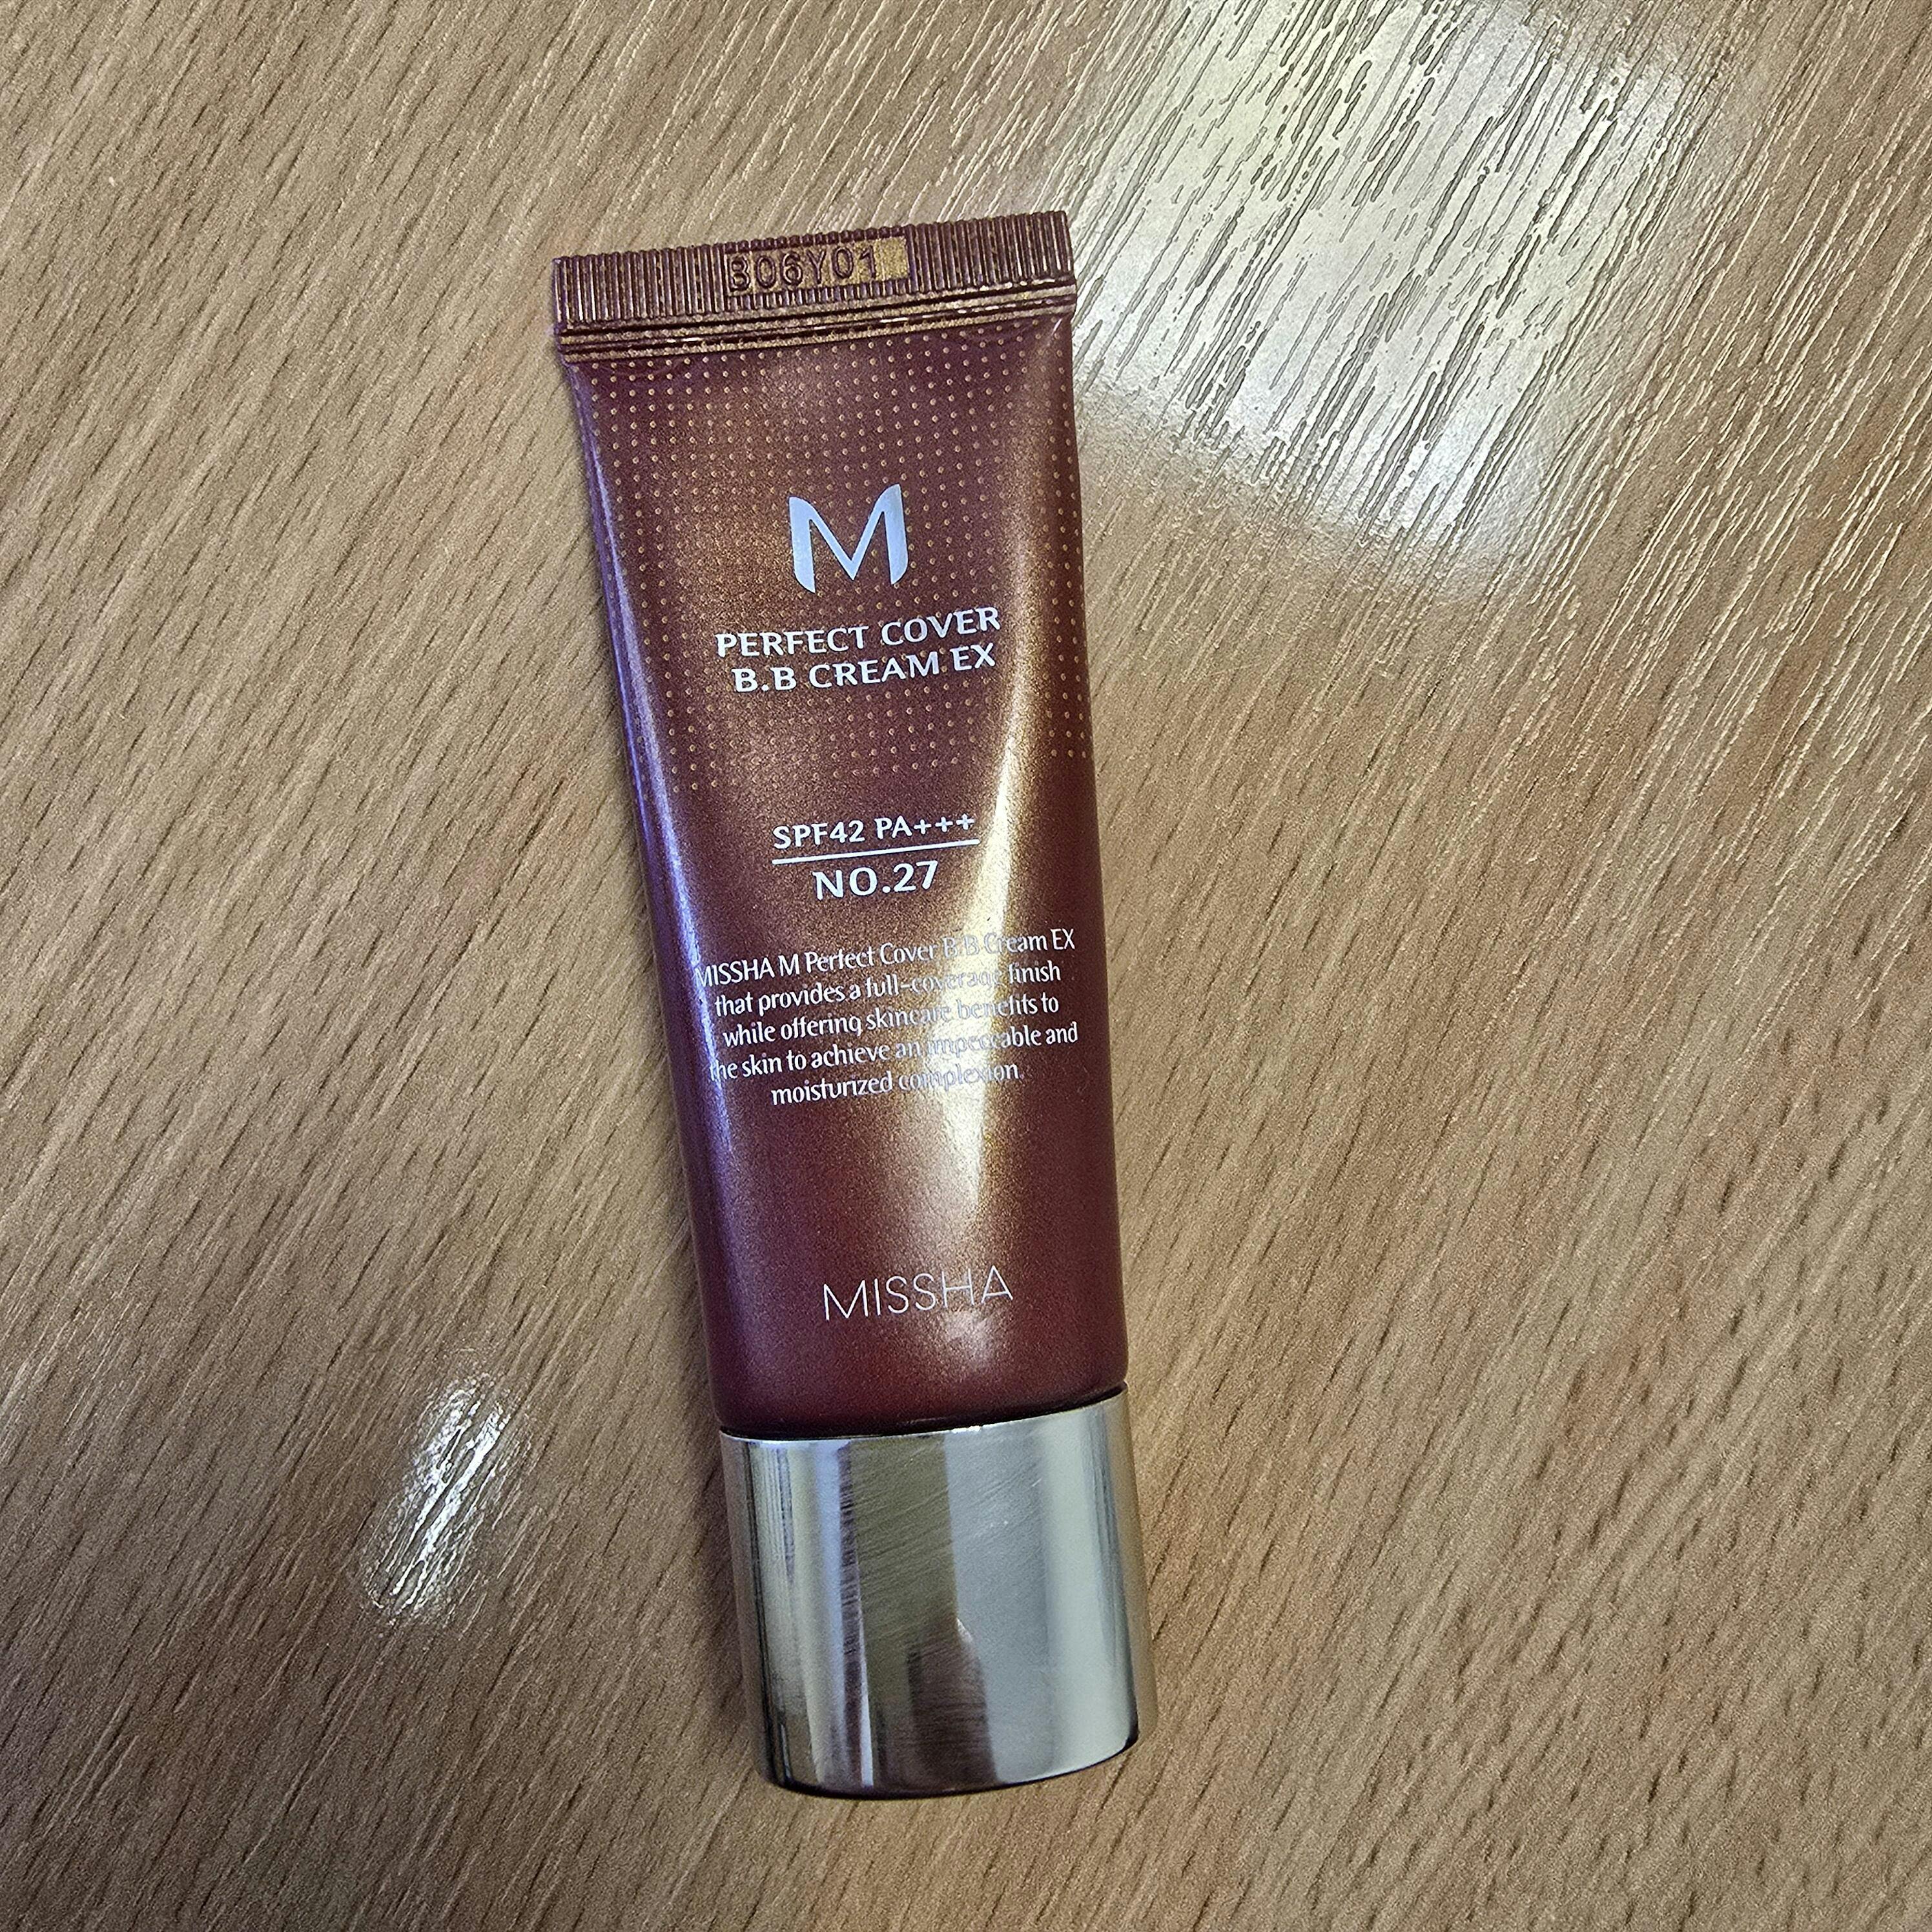 B06Y01
M
PERFECT COVER
B.B CREAM EX
SPF42 PA+++
NO.27
MISSHA M Perfect Cover B.B Cream EX
that provides a full-coverage finish
while offering skincare benefits to
the skin to achieve an impeccable and
moisturized complexion.
MISSHA